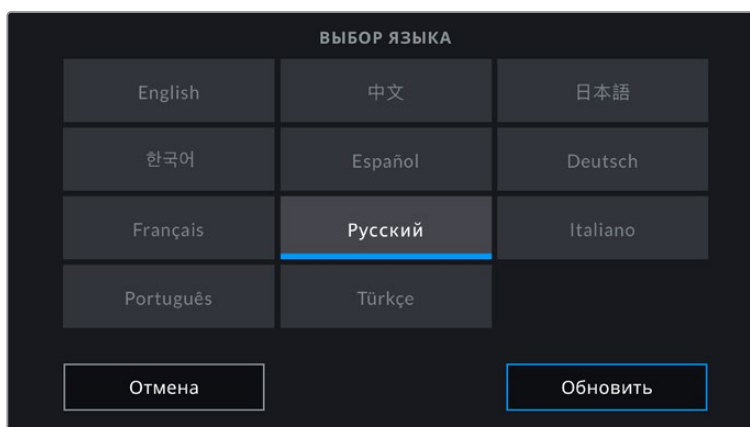 ВЫБОР ЯЗЫКА
English 中文 日本語
한국어 Español Deutsch
Français Русский Italiano
Português Türkçe
Отмена Обновить